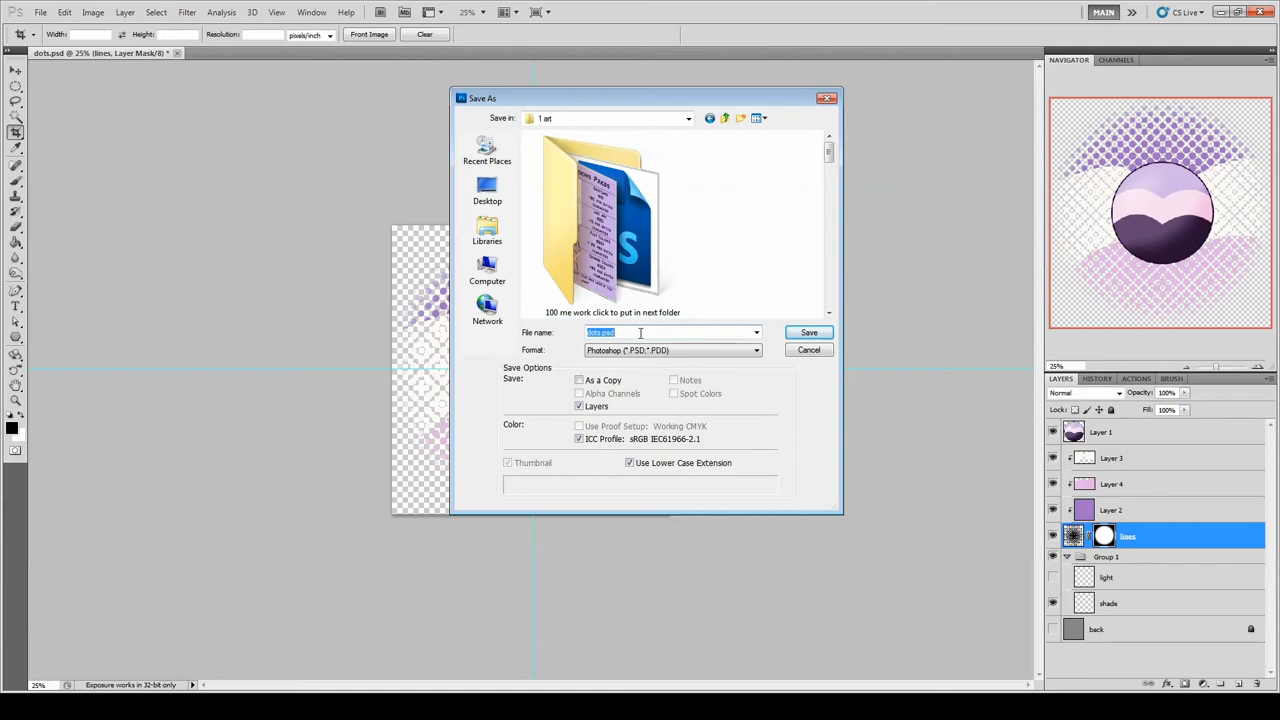 Ps File Edit Image Layer Select Filter Analysis 3D View Window Help Br Mb 25% MAIN CS Live
Width: Height: Resolution: pixels/inch Front Image Clear
dots.psd @ 25% (lines, Layer Mask/8) *
NAVIGATOR CHANNELS
Save As
Save in: 1 art
Recent Places
Desktop
Libraries
Computer
Network
100 me work click to put in next folder
File name: dots.psd Save
Format: Photoshop (*.PSD;*.PDD) Cancel
Save Options
Save: As a Copy Notes
Alpha Channels Spot Colors
Layers
Color: Use Proof Setup: Working CMYK
ICC Profile: sRGB IEC61966-2.1
Thumbnail Use Lower Case Extension
25%
LAYERS HISTORY ACTIONS BRUSH
Normal Opacity: 100%
Lock: Fill: 100%
Layer 1
Layer 3
Layer 4
Layer 2
lines
Group 1
light
shade
back
25% Exposure works in 32-bit only